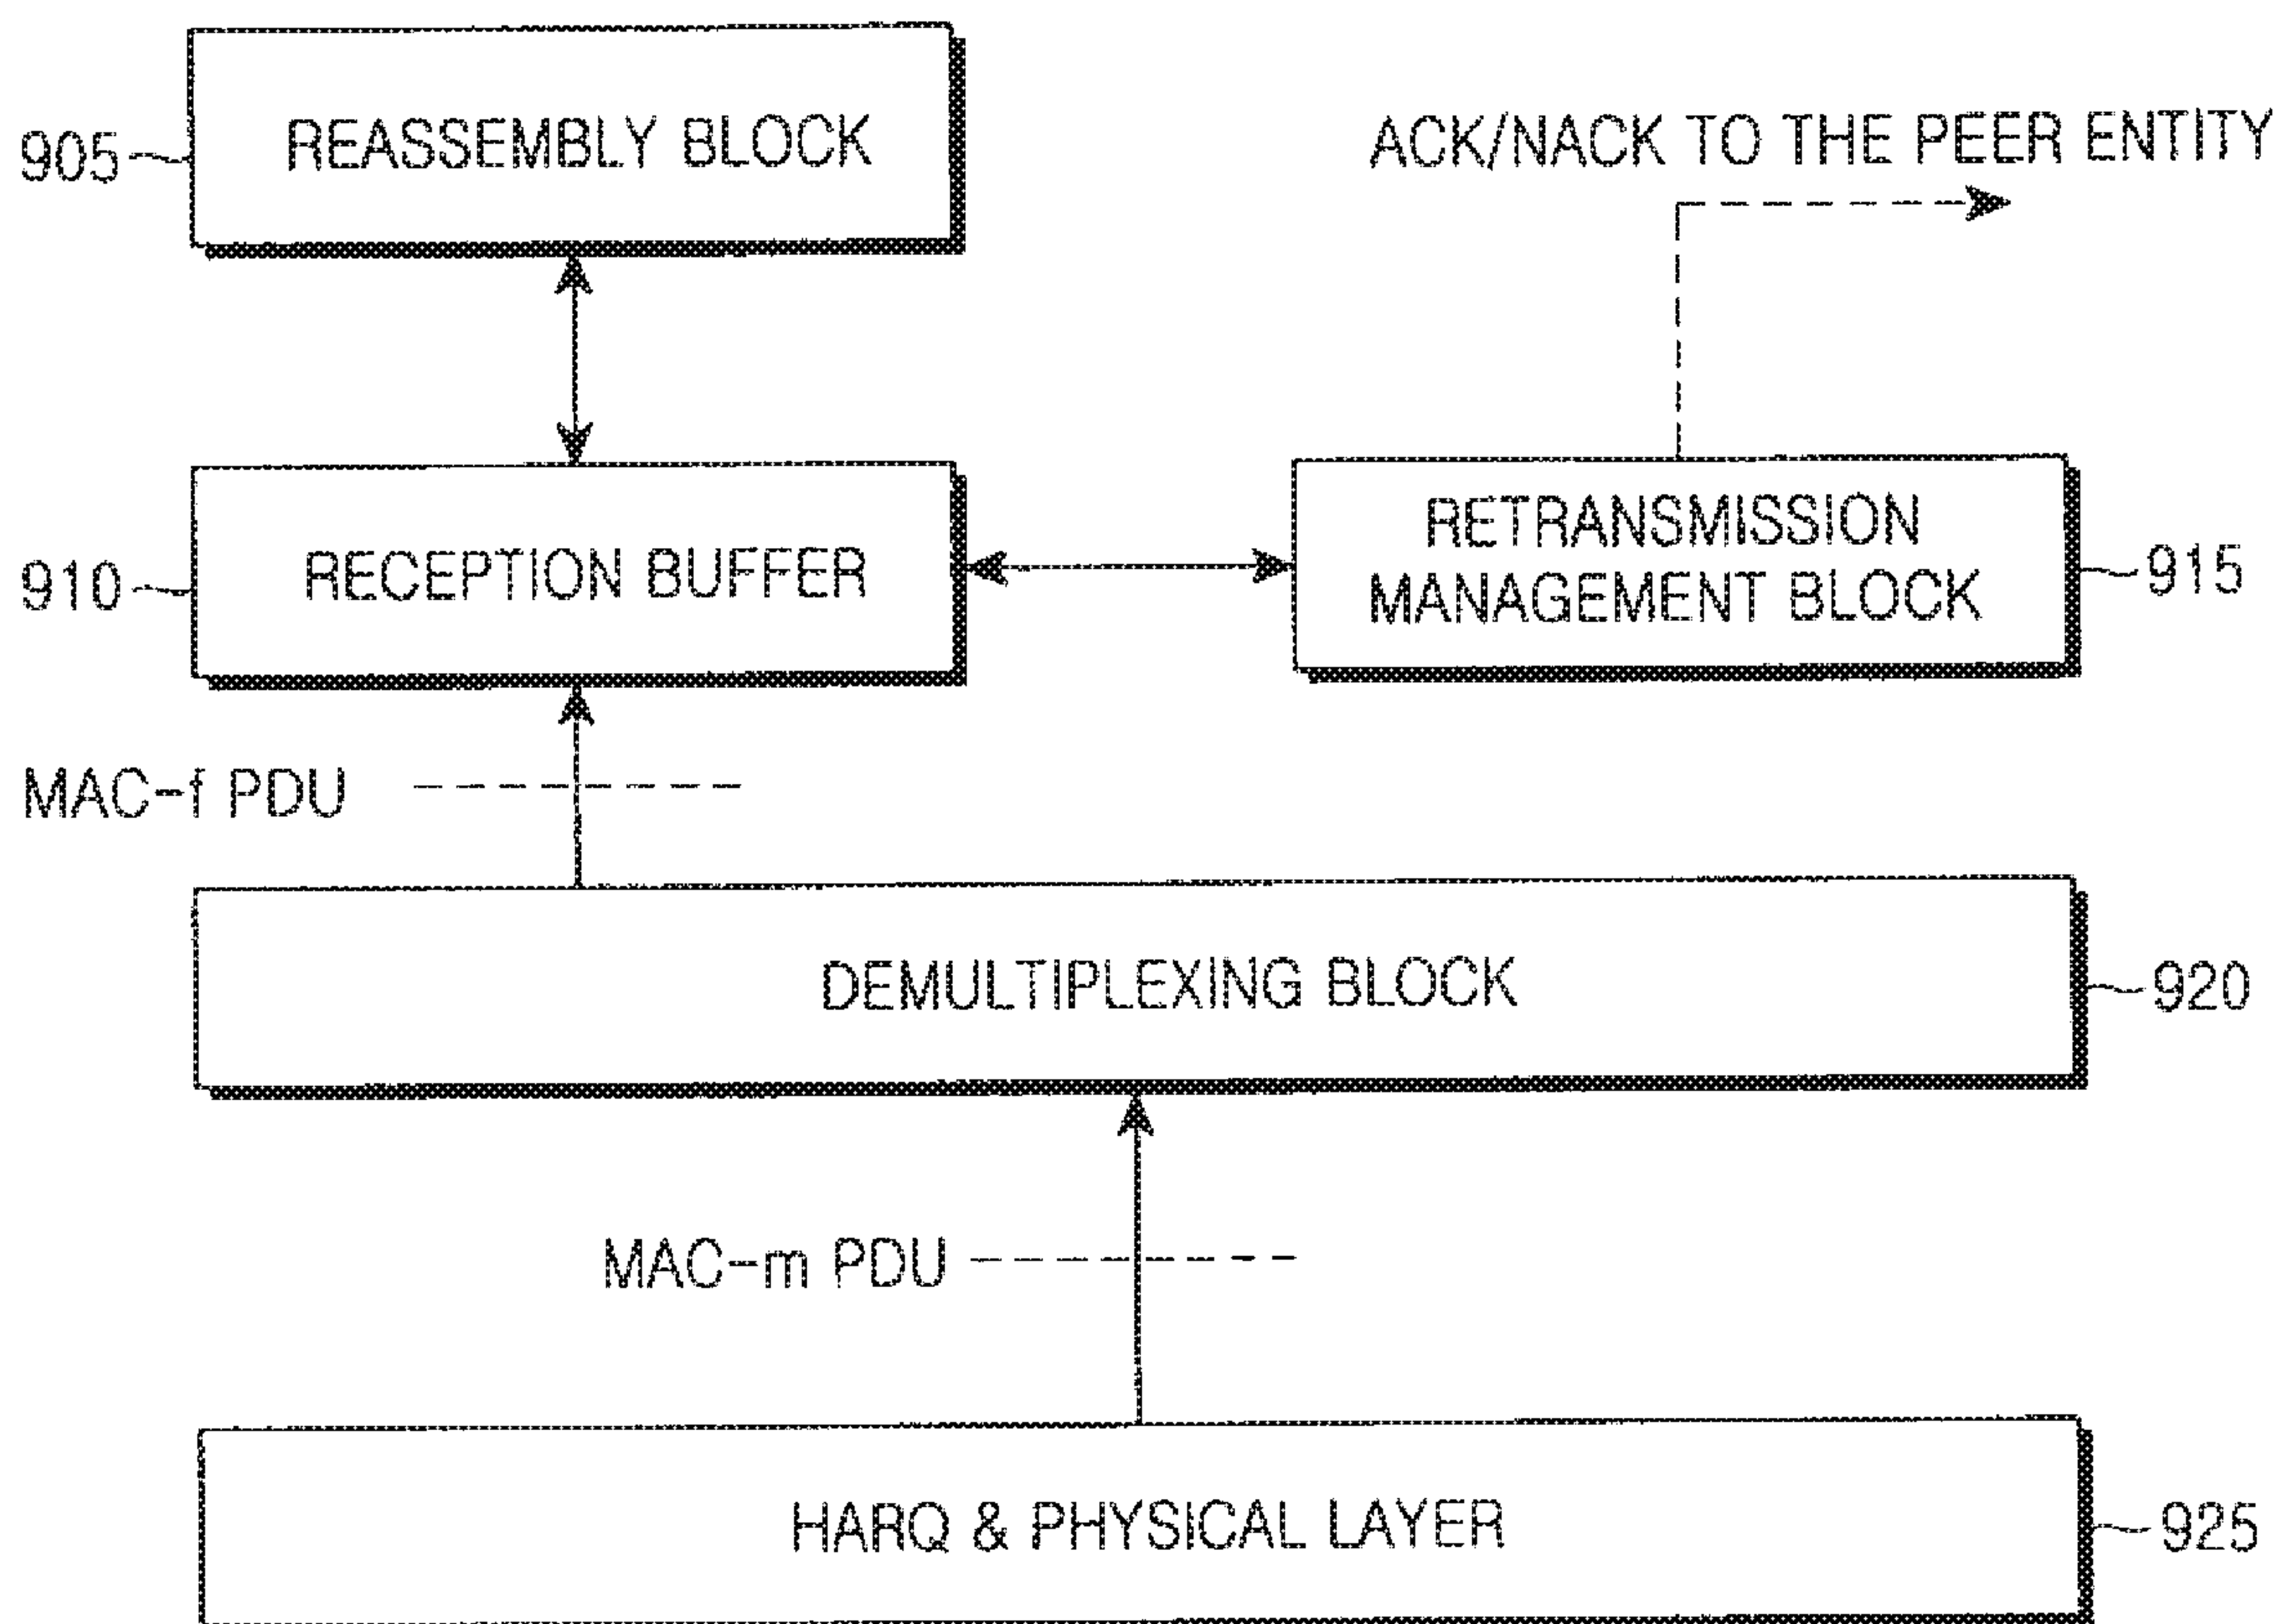 REASSEMBLY BLOCK
905
ACK/NACK TO THE PEER ENTITY
RECEPTION BUFFER
910
RETRANSMISSION
MANAGEMENT BLOCK
915
MAC-f PDU
DEMULTIPLEXING BLOCK
920
MAC-m PDU
HARQ & PHYSICAL LAYER
925